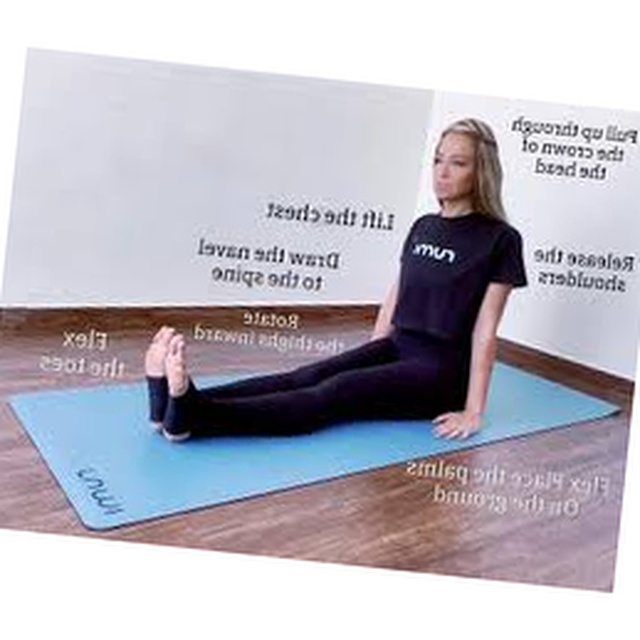 Pull up through
the crown of
the head
Lift the chest
Release the
shoulders
Draw the navel
to the spine
Rotate
the thighs inward
Flex
the toes
Flex Place the palms
On the ground